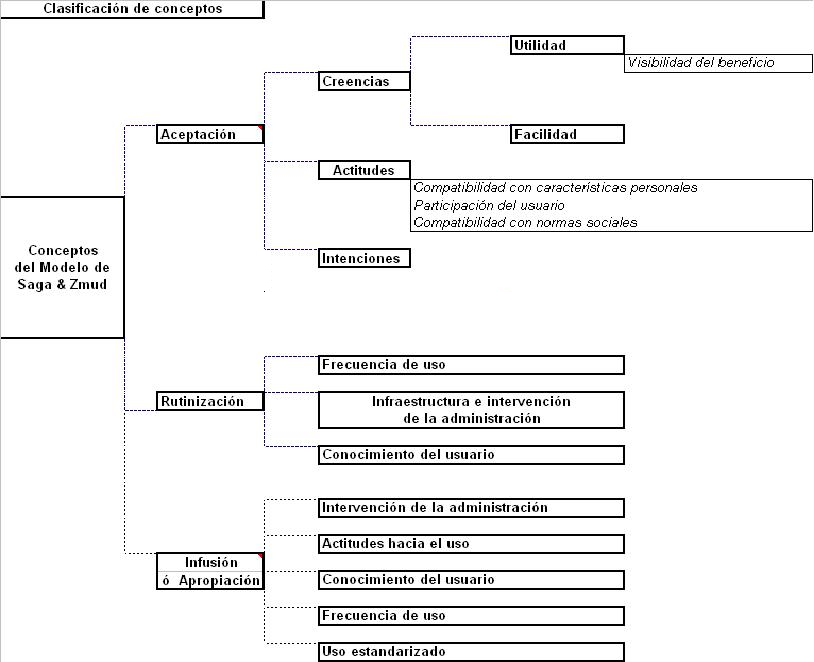 Clasificación de conceptos
Utilidad
Visibilidad del beneficio
Creencias
Aceptación
Facilidad
Actitudes
Compatibilidad con características personales
Participación del usuario
Compatibilidad con normas sociales
Conceptos
del Modelo de
Saga & Zmud
Intenciones
Frecuencia de uso
Rutinización
Infraestructura e intervención
de la administración
Conocimiento del usuario
Intervención de la administración
Actitudes hacia el uso
Infusión
ó Apropiación
Conocimiento del usuario
Frecuencia de uso
Uso estandarizado